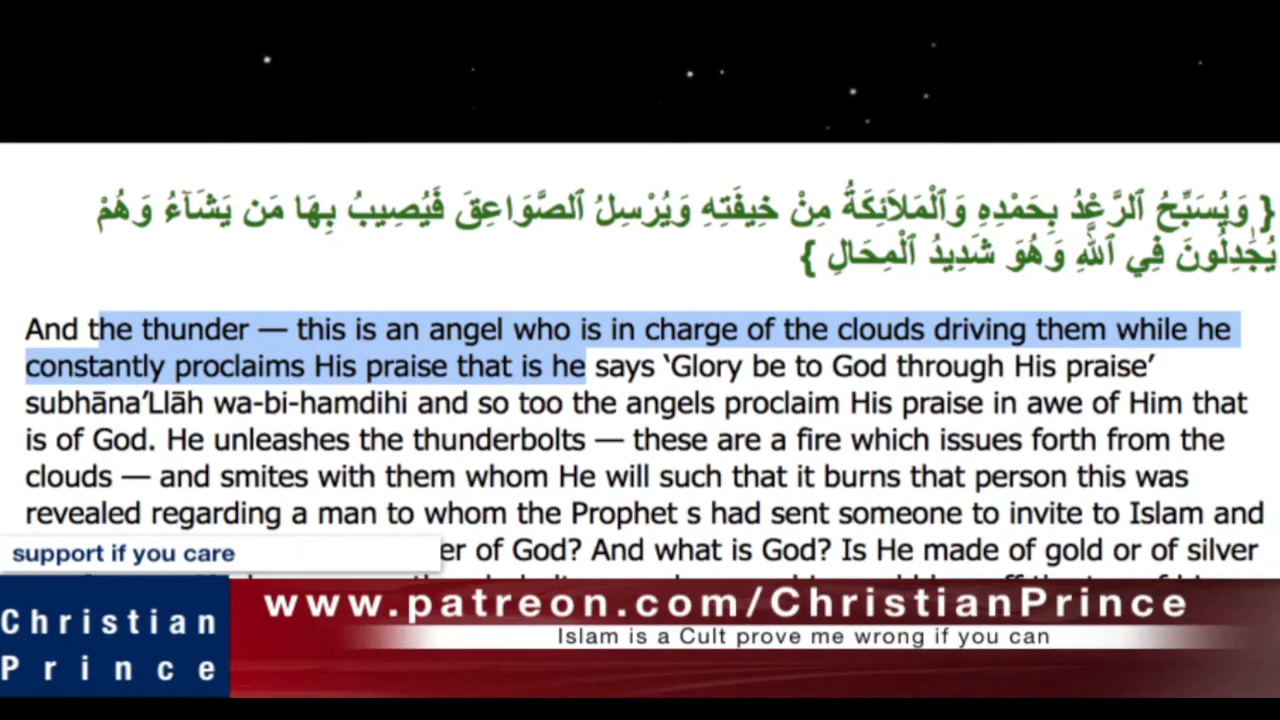 { وَيُسَبِّحُ ٱلرَّعْدُ بِحَمْدِهِ وَٱلْمَلاَئِكَةُ مِنْ خِيفَتِهِ وَيُرْسِلُ ٱلصَّوَاعِقَ فَيُصِيبُ بِهَا مَن يَشَآءُ وَهُمْ
يُجَٰدِلُونَ فِي ٱللَّهِ وَهُوَ شَدِيدُ ٱلْمِحَالِ }
And the thunder — this is an angel who is in charge of the clouds driving them while he
constantly proclaims His praise that is he says ‘Glory be to God through His praise’
subhāna’Llāh wa-bi-hamdihi and so too the angels proclaim His praise in awe of Him that
is of God. He unleashes the thunderbolts — these are a fire which issues forth from the
clouds — and smites with them whom He will such that it burns that person this was
revealed regarding a man to whom the Prophet s had sent someone to invite to Islam and
er of God? And what is God? Is He made of gold or of silver
support if you care
www.patreon.com/ChristianPrince
Islam is a Cult prove me wrong if you can
Christian
Prince